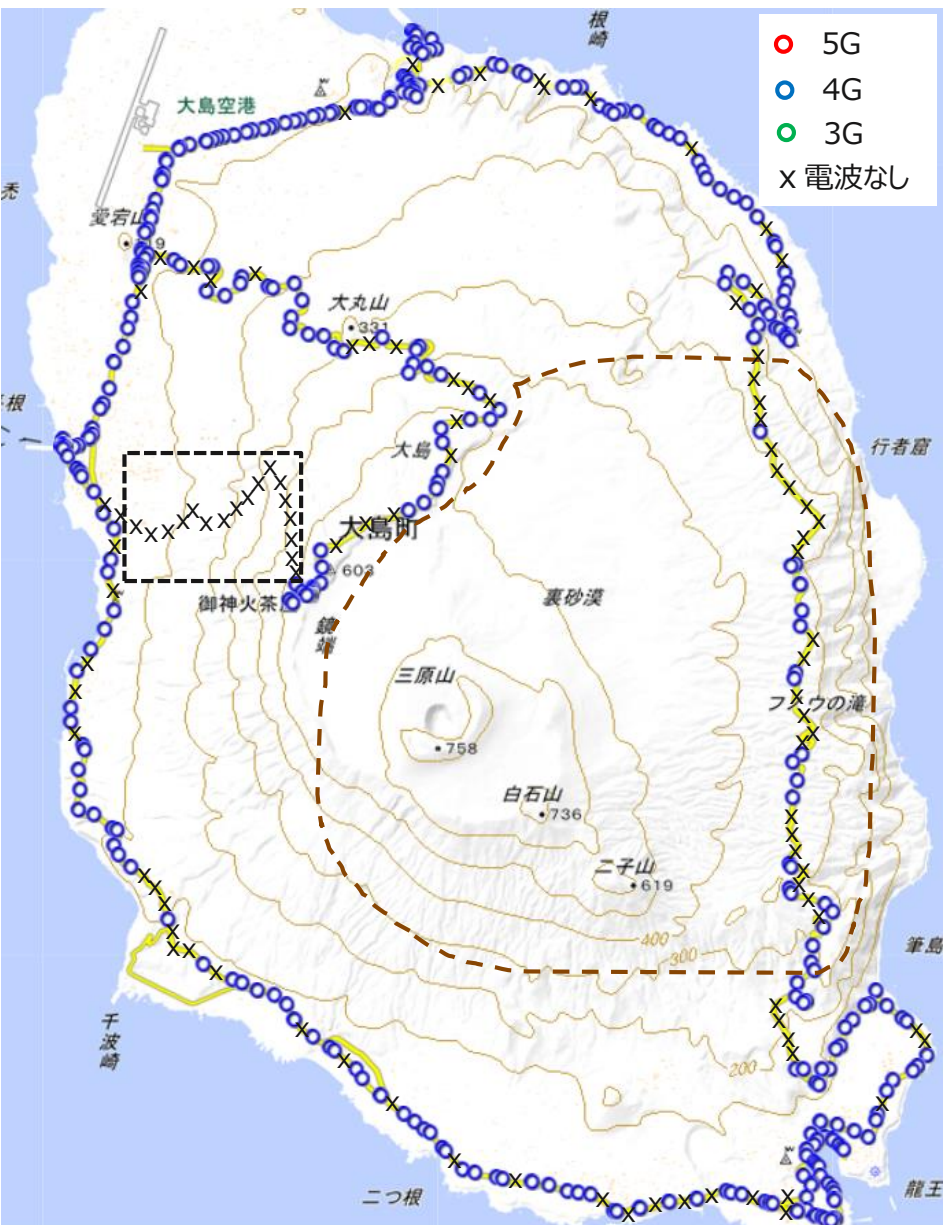 根崎
5G
4G
3G
x 電波なし
大島空港
禿
愛宕山
大丸山
331
根
大島
行者窟
大島町
603
御神火茶
裏砂漠
鏡端
三原山
フノウの滝
758
白石山
736
二子山
619
400
300
筆島
千波崎
200
二つ根
龍王